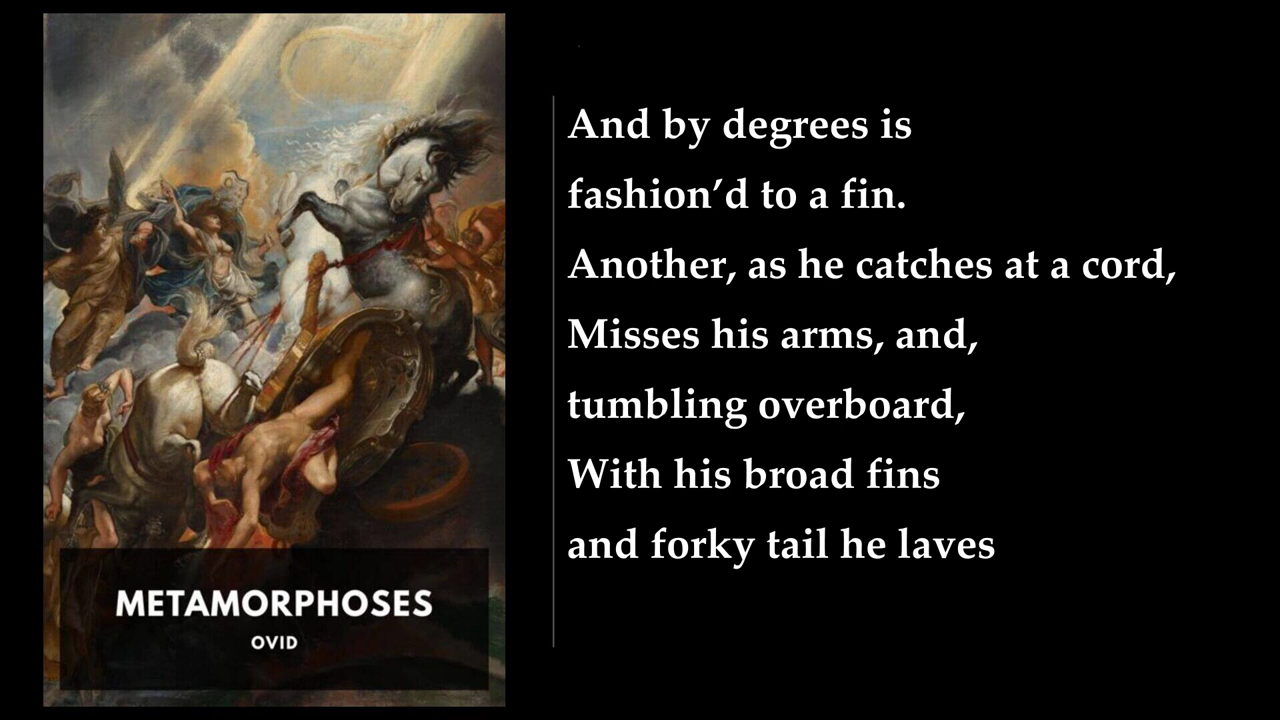 METAMORPHOSES
OVID
And by degrees is
fashion’d to a fin.
Another, as he catches at a cord,
Misses his arms, and,
tumbling overboard,
With his broad fins
and forky tail he laves